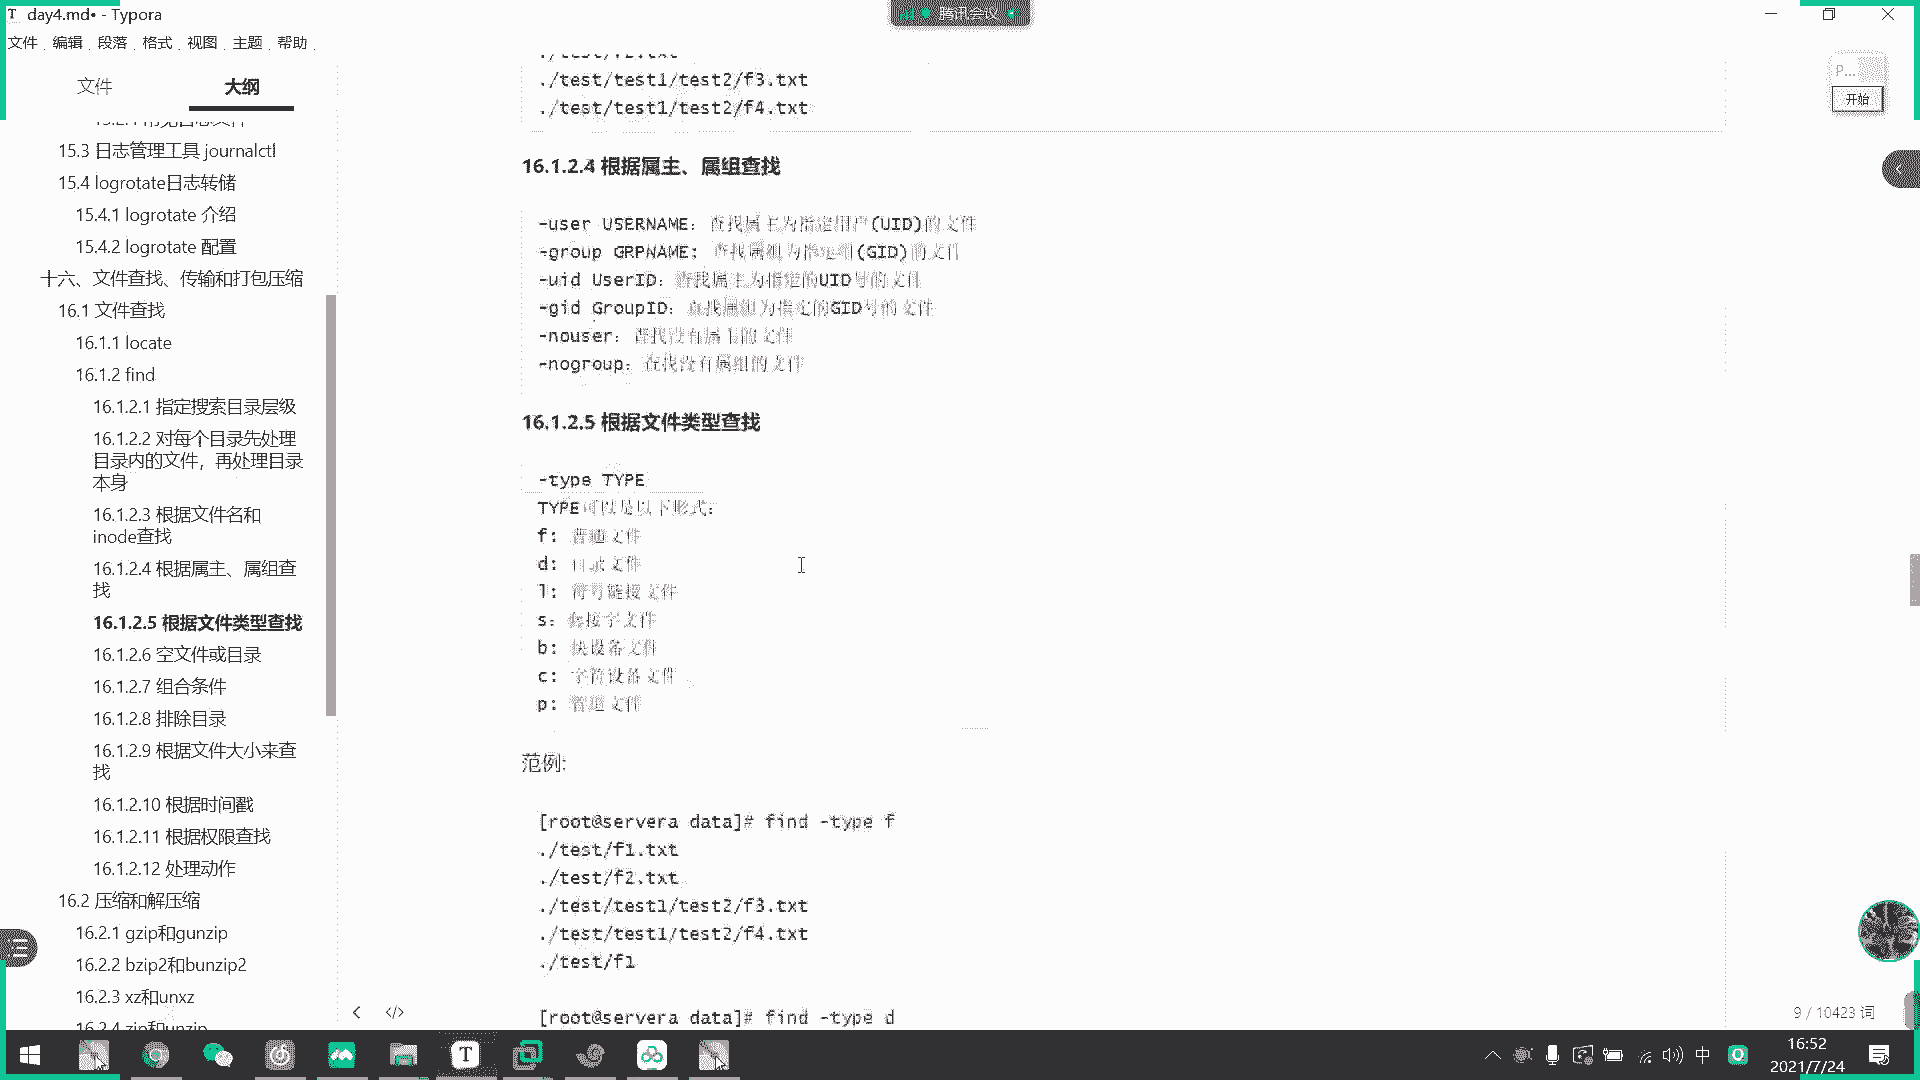 day4.md• - Typora
腾讯会议
文件 编辑 段落 格式 视图 主题 帮助
文件
大纲
15.3 日志管理工具 journalctl
15.4 logrotate日志转储
15.4.1 logrotate 介绍
15.4.2 logrotate 配置
十六、文件查找、传输和打包压缩
16.1 文件查找
16.1.1 locate
16.1.2 find
16.1.2.1 指定搜索目录层级
16.1.2.2 对每个目录先处理
目录内的文件，再处理目录
本身
16.1.2.3 根据文件名和
inode查找
16.1.2.4 根据属主、属组查
找
16.1.2.5 根据文件类型查找
16.1.2.6 空文件或目录
16.1.2.7 组合条件
16.1.2.8 排除目录
16.1.2.9 根据文件大小来查
找
16.1.2.10 根据时间戳
16.1.2.11 根据权限查找
16.1.2.12 处理动作
16.2 压缩和解压缩
16.2.1 gzip和gunzip
16.2.2 bzip2和bunzip2
16.2.3 xz和unxz
16.2.4 zip和unzip
./test/test1/test2/f3.txt
./test/test1/test2/f4.txt
16.1.2.4 根据属主、属组查找
-user USERNAME：查找属主为指定用户(UID)的文件
-group GRPNAME: 查找属组为指定组(GID)的文件
-uid UserID：查找属主为指定的UID号的文件
-gid GroupID：查找属组为指定的GID号的文件
-nouser：查找没有属主的文件
-nogroup：查找没有属组的文件
16.1.2.5 根据文件类型查找
-type TYPE
TYPE可以是以下形式：
f: 普通文件
d: 目录文件
l: 符号链接文件
s：套接字文件
b: 块设备文件
c: 字符设备文件
p: 管道文件
范例:
[root@servera data]# find -type f
./test/f1.txt
./test/f2.txt
./test/test1/test2/f3.txt
./test/test1/test2/f4.txt
./test/f1
[root@servera data]# find -type d
P...
开始
9 / 10423 词
中
16:52
2021/7/24